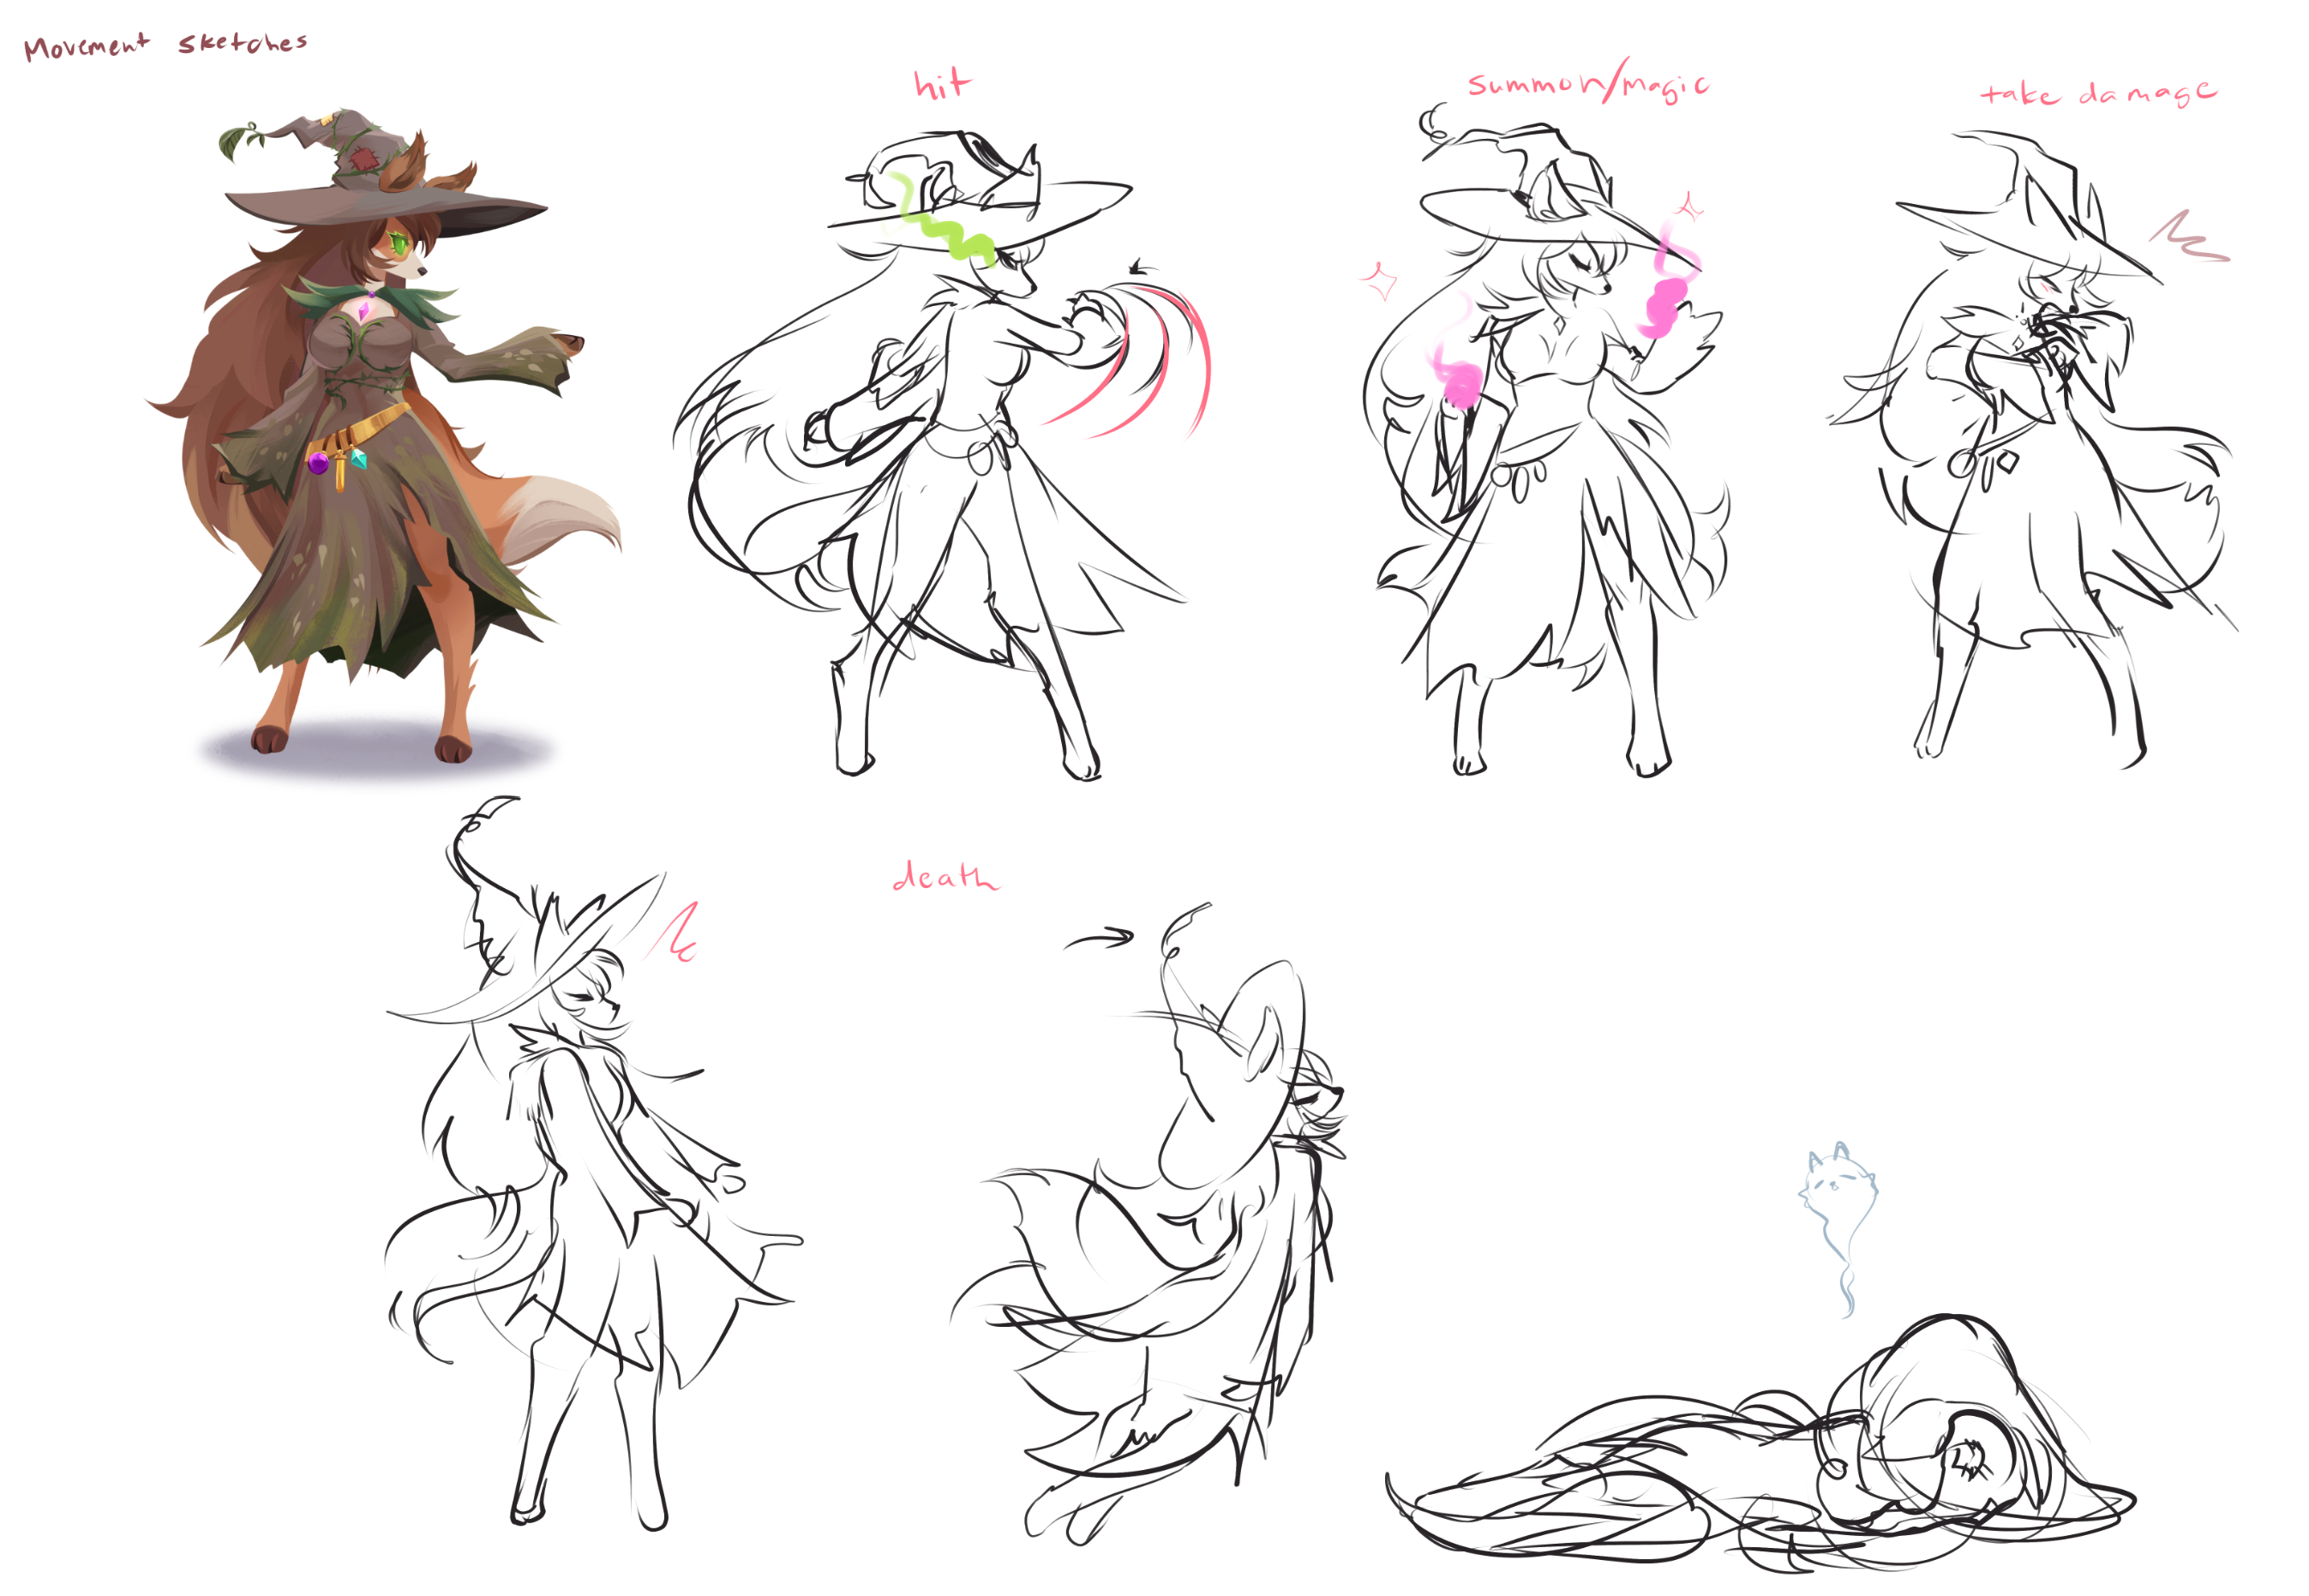 Movement sketches
hit
summon/magic
take damage
death